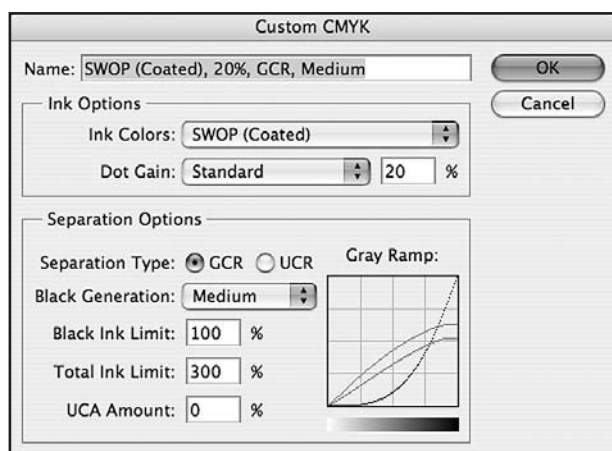 Custom CMYK
Name: SWOP (Coated), 20%, GCR, Medium
OK
Cancel
Ink Options
Ink Colors: SWOP (Coated)
Dot Gain: Standard 20 %
Separation Options
Separation Type: GCR UCR
Gray Ramp:
Black Generation: Medium
Black Ink Limit: 100 %
Total Ink Limit: 300 %
UCA Amount: 0 %